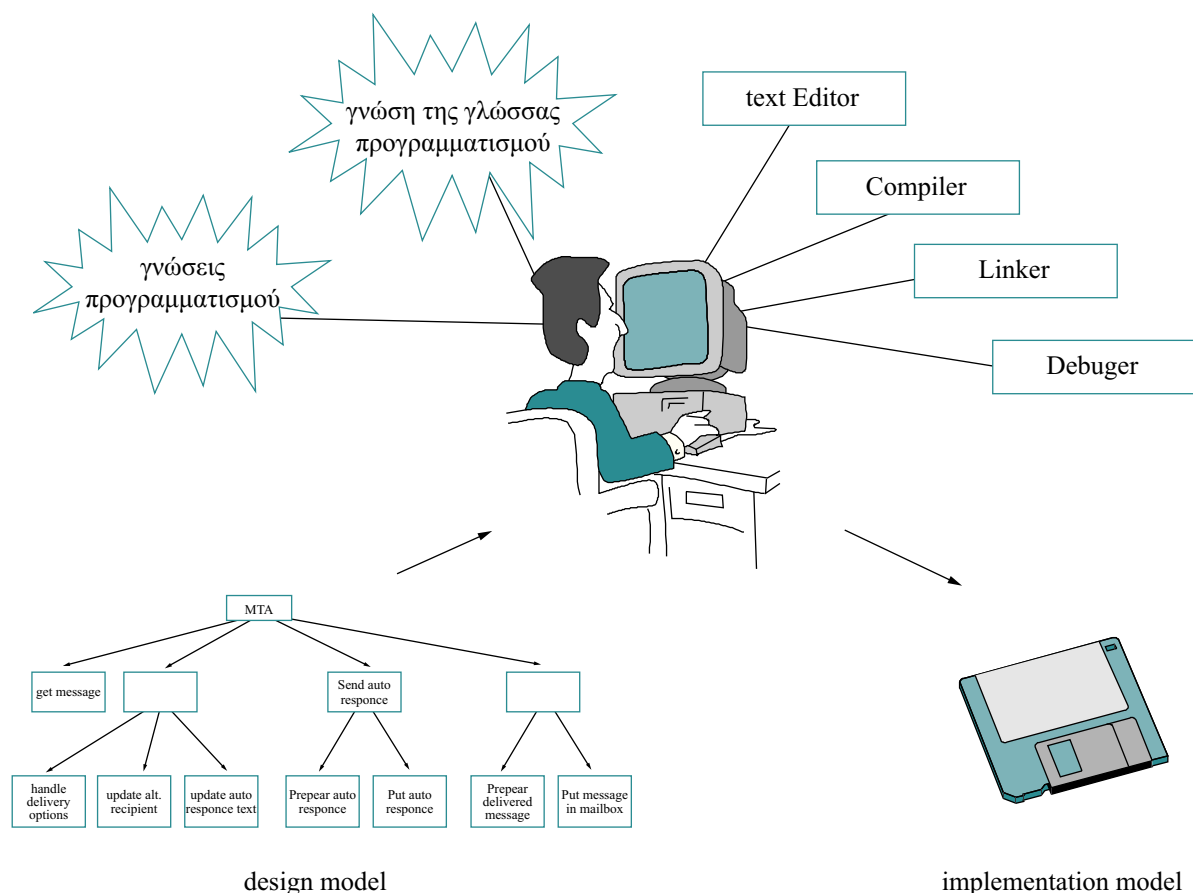 γνώση της γλώσσας
προγραμματισμού
text Editor
Compiler
γνώσεις
προγραμματισμού
Linker
Debuger
MTA
get message
Send auto
responce
handle
delivery
options
update alt.
recipient
update auto
responce text
Prepear auto
responce
Put auto
responce
Prepear
delivered
message
Put message
in mailbox
design model
implementation model